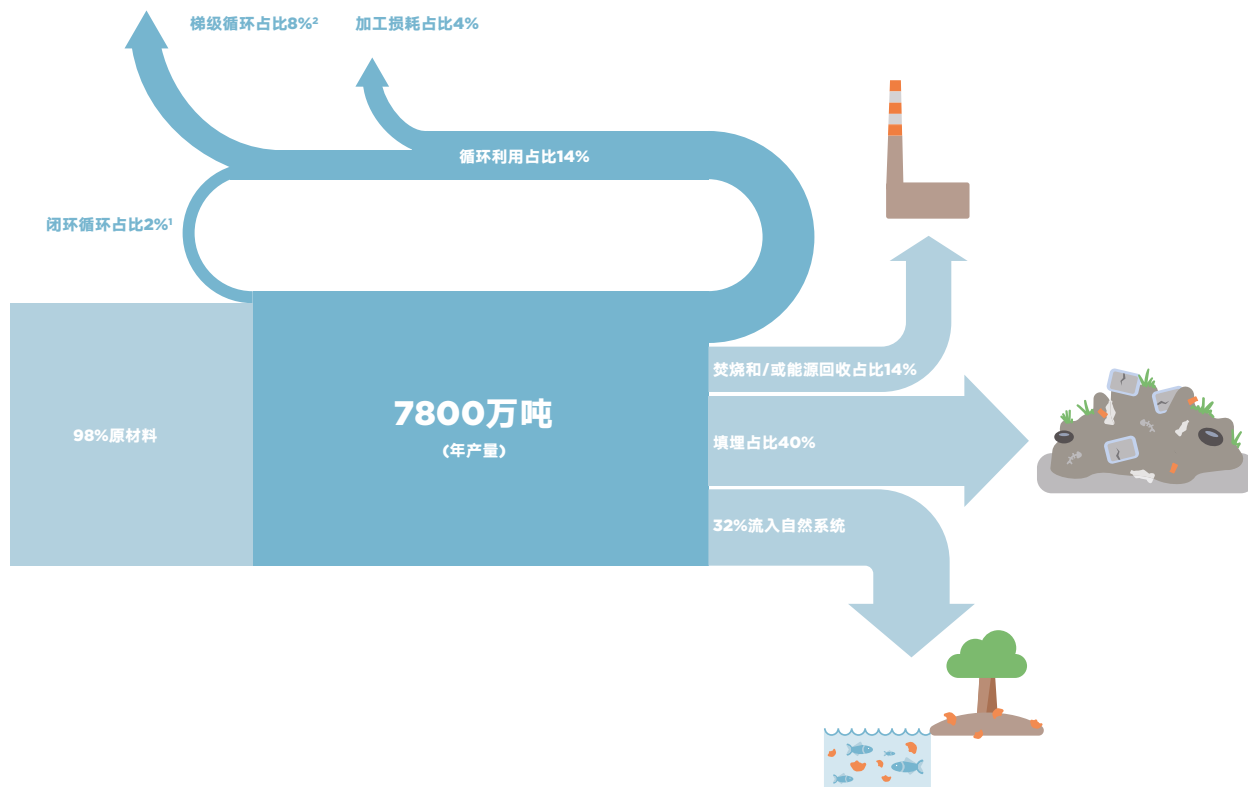 梯级循环占比8%²
加工损耗占比4%
循环利用占比14%
闭环循环占比2%¹
焚烧和/或能源回收占比14%
7800万吨
(年产量)
98%原材料
填埋占比40%
32%流入自然系统